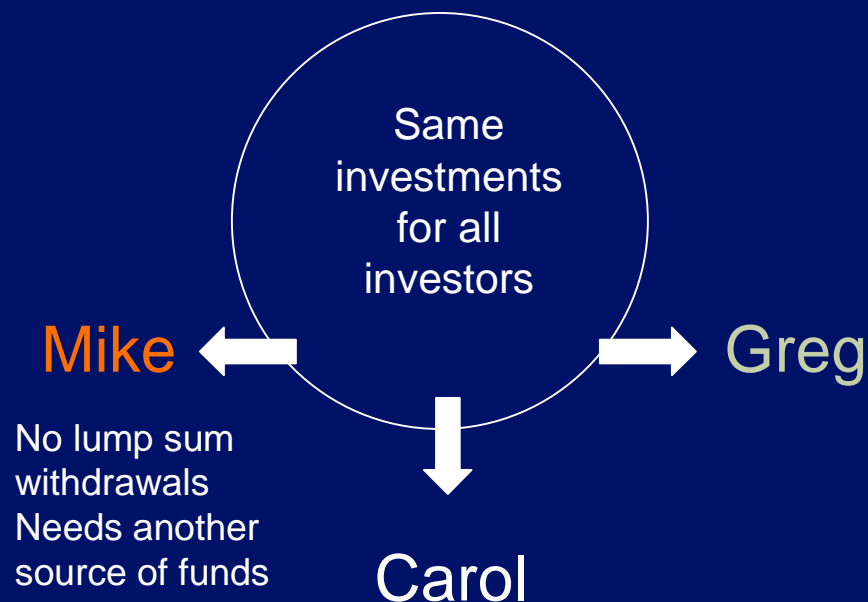 Same
investments
for all
investors
Mike
Greg
No lump sum
withdrawals
Needs another
source of funds
Carol